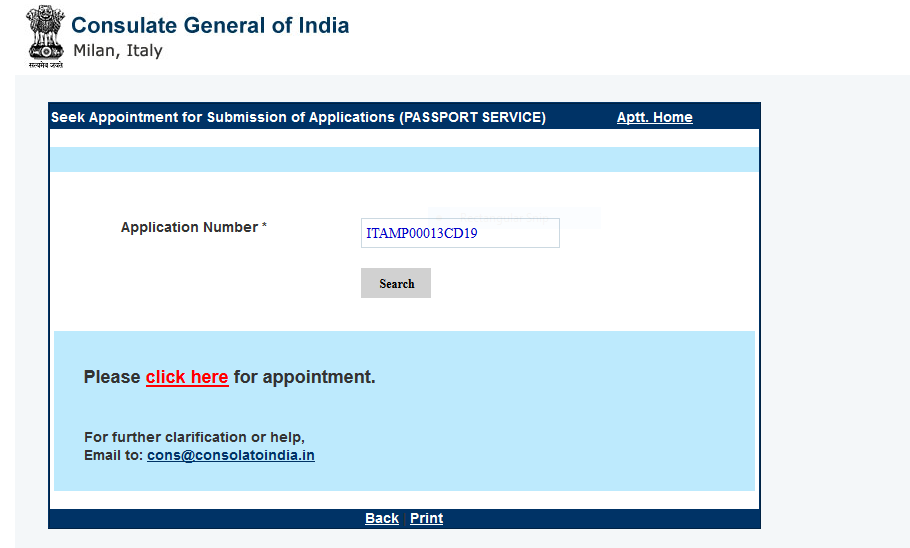 Consulate General of India
Milan, Italy
सत्यमेव जयते
Seek Appointment for Submission of Applications (PASSPORT SERVICE) Aptt. Home
Application Number *
ITAMP00013CD19
Search
Please click here for appointment.
For further clarification or help,
Email to: cons@consolatoindia.in
Back Print